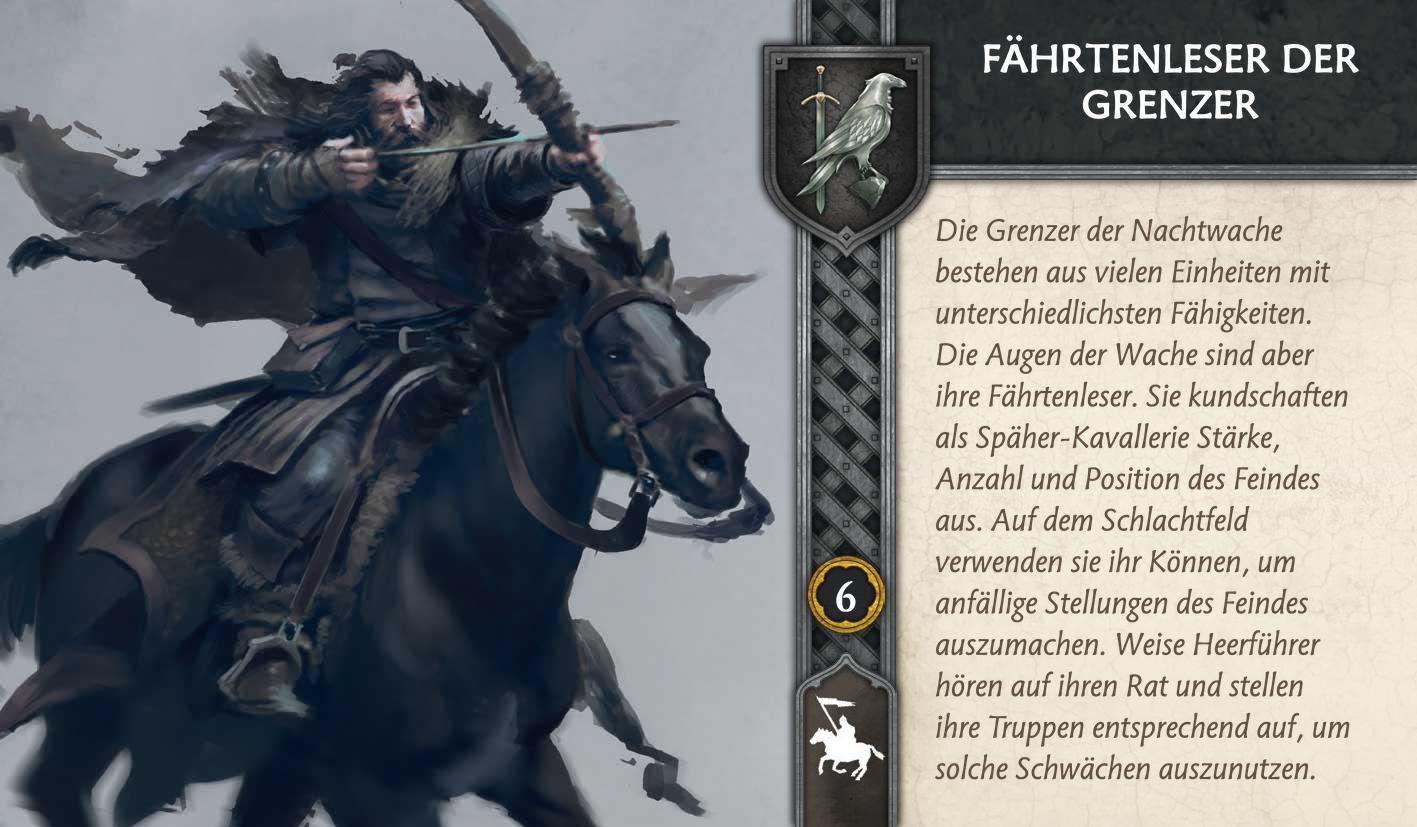 FÄHRTENLESER DER
GRENZER
Die Grenzer der Nachtwache
bestehen aus vielen Einheiten mit
unterschiedlichsten Fähigkeiten.
Die Augen der Wache sind aber
ihre Fährtenleser. Sie kundschaften
als Späher-Kavallerie Stärke,
Anzahl und Position des Feindes
aus. Auf dem Schlachtfeld
verwenden sie ihr Können, um
anfällige Stellungen des Feindes
auszumachen. Weise Heerführer
hören auf ihren Rat und stellen
ihre Truppen entsprechend auf, um
solche Schwächen auszunutzen.
6